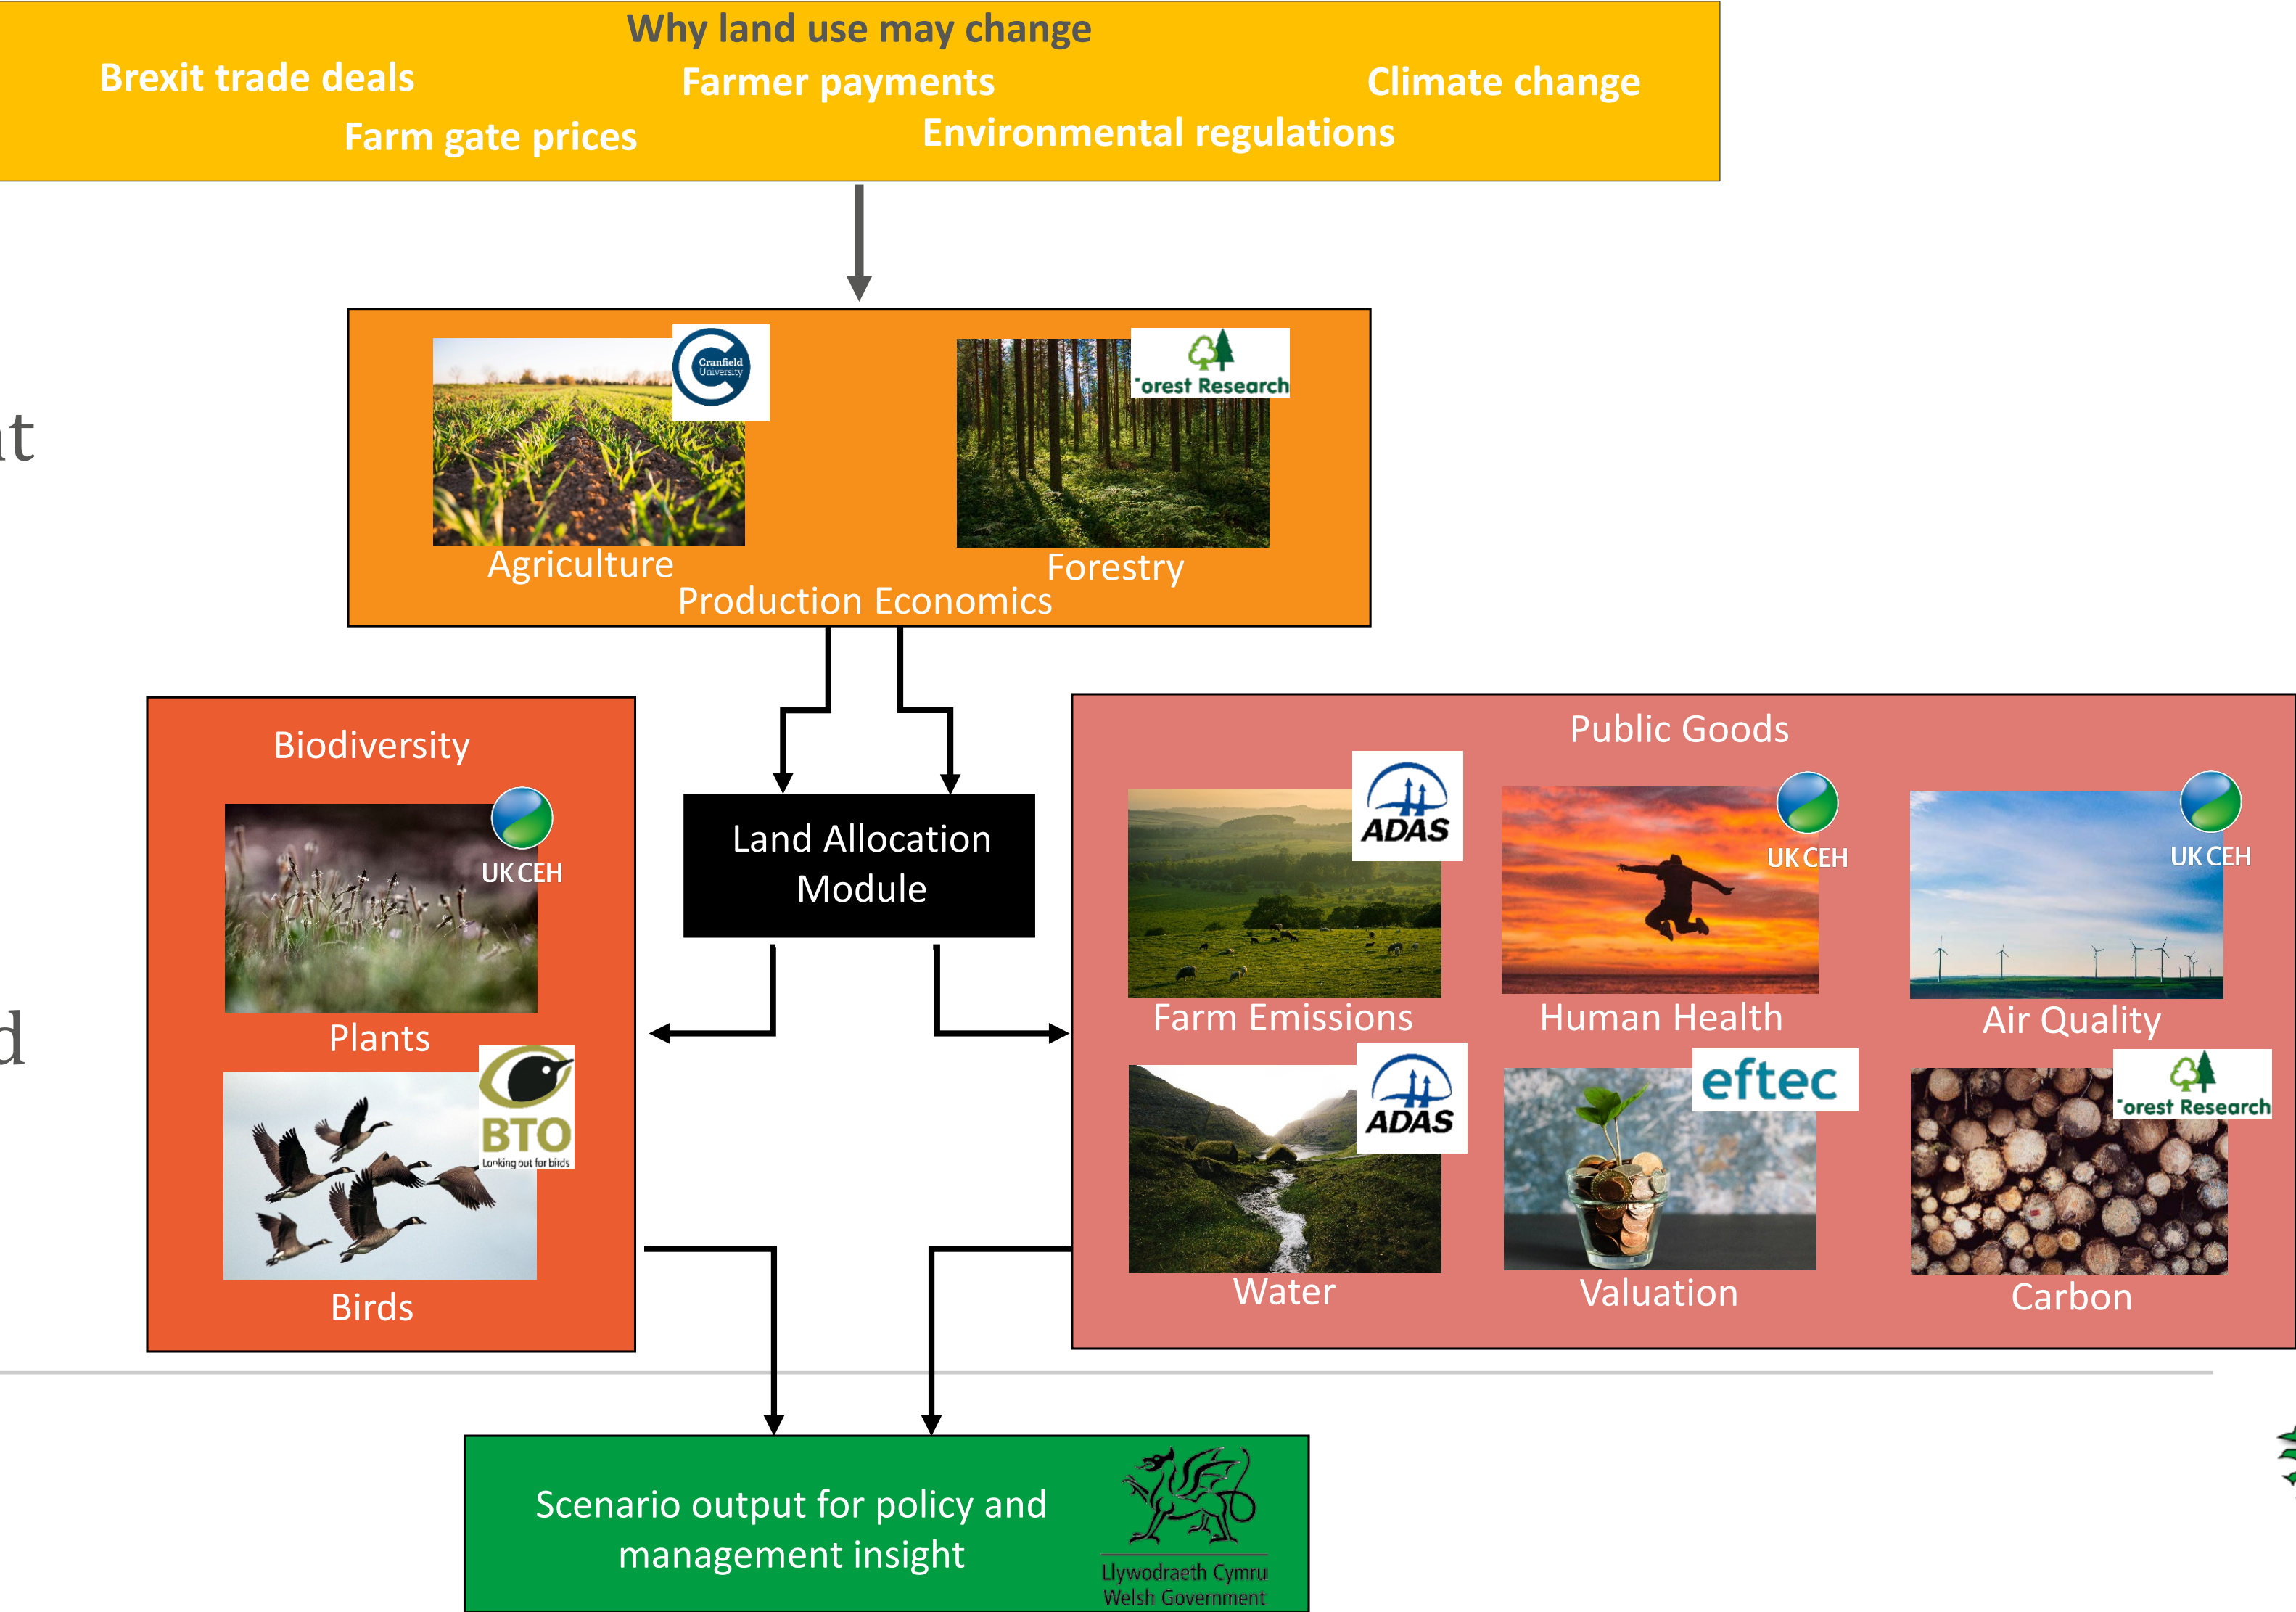 Why land use may change
Brexit trade deals
Farmer payments
Climate change
Farm gate prices
Environmental regulations
Cranfield
University
orest Research
Agriculture
Forestry
Production Economics
Biodiversity
UK CEH
Plants
BTO
Looking out for birds
Birds
Land Allocation
Module
Public Goods
ADAS
UK CEH
UK CEH
Farm Emissions
Human Health
Air Quality
ADAS
eftec
orest Research
Water
Valuation
Carbon
Scenario output for policy and
management insight
Llywodraeth Cymru
Welsh Government